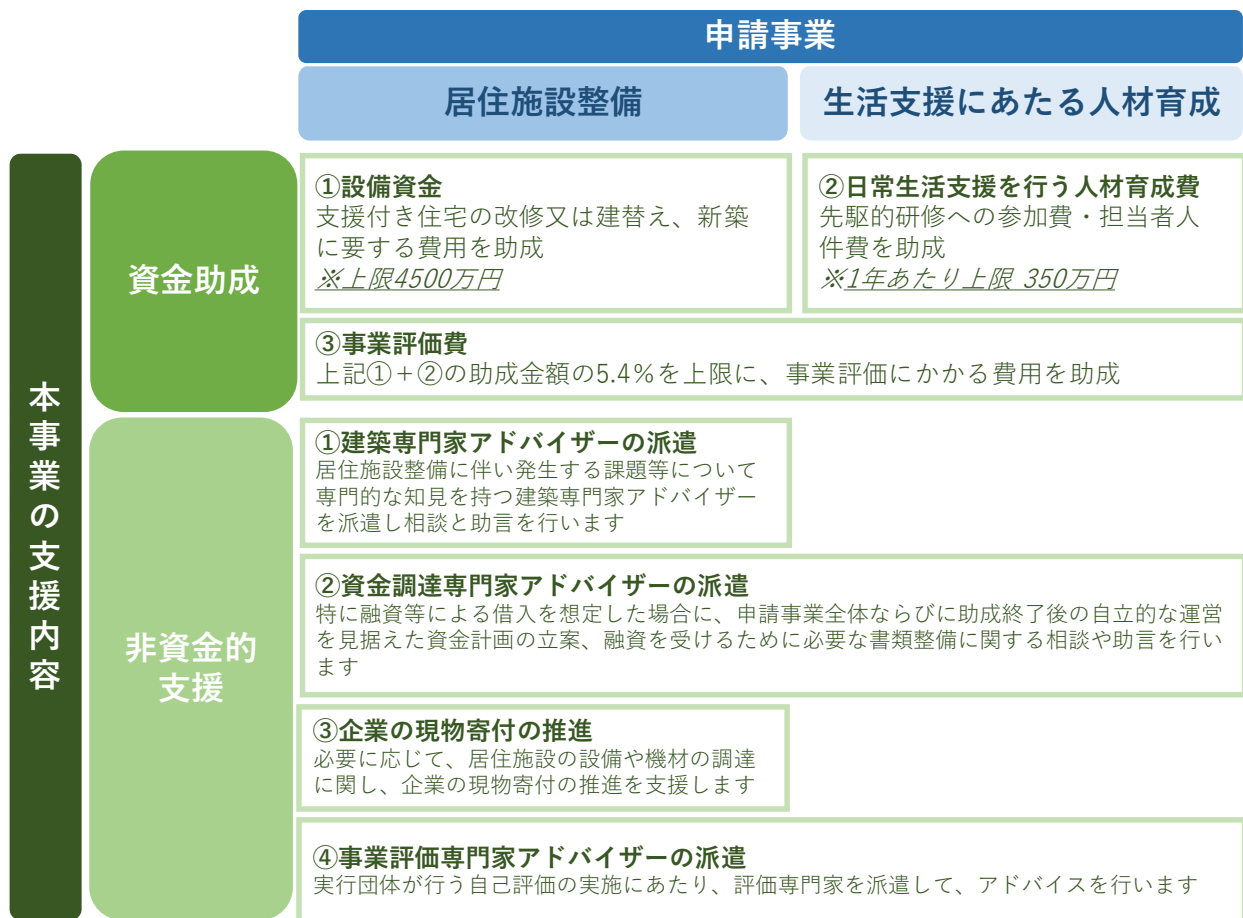 申請事業
居住施設整備
生活支援にあたる人材育成
本事業の支援内容
資金助成
①設備資金
支援付き住宅の改修又は建替え、新築
に要する費用を助成
※上限4500万円
②日常生活支援を行う人材育成費
先駆的研修への参加費・担当者人
件費を助成
※1年あたり上限 350万円
③事業評価費
上記①＋②の助成金額の5.4％を上限に、事業評価にかかる費用を助成
非資金的
支援
①建築専門家アドバイザーの派遣
居住施設整備に伴い発生する課題等について
専門的な知見を持つ建築専門家アドバイザー
を派遣し相談と助言を行います
②資金調達専門家アドバイザーの派遣
特に融資等による借入を想定した場合に、申請事業全体ならびに助成終了後の自立的な運営
を見据えた資金計画の立案、融資を受けるために必要な書類整備に関する相談や助言を行い
ます
③企業の現物寄付の推進
必要に応じて、居住施設の設備や機材の調達
に関し、企業の現物寄付の推進を支援します
④事業評価専門家アドバイザーの派遣
実行団体が行う自己評価の実施にあたり、評価専門家を派遣して、アドバイスを行います